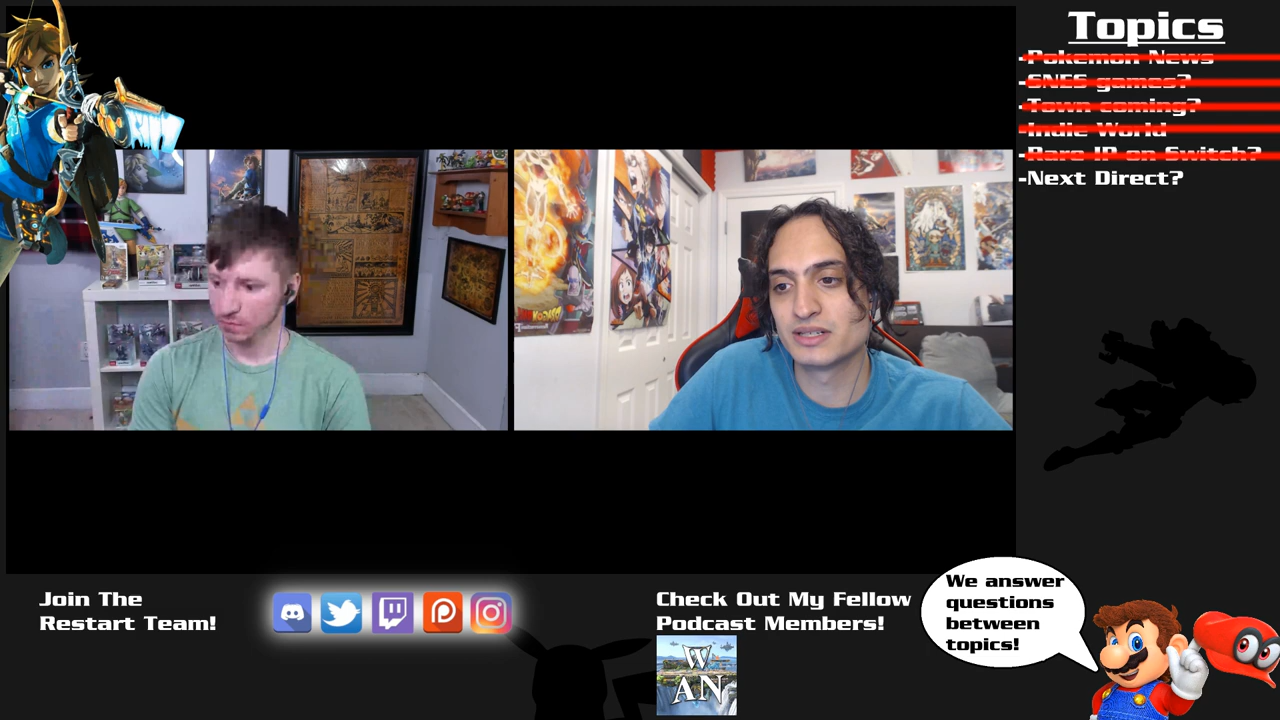 Topics
-Pokemon News
-SNES games?
-Town coming?
-Indie World
-Rare IP on Switch?
-Next Direct?
Join The
Restart Team!
Check Out My Fellow
Podcast Members!
W
AN
We answer
questions
between
topics!